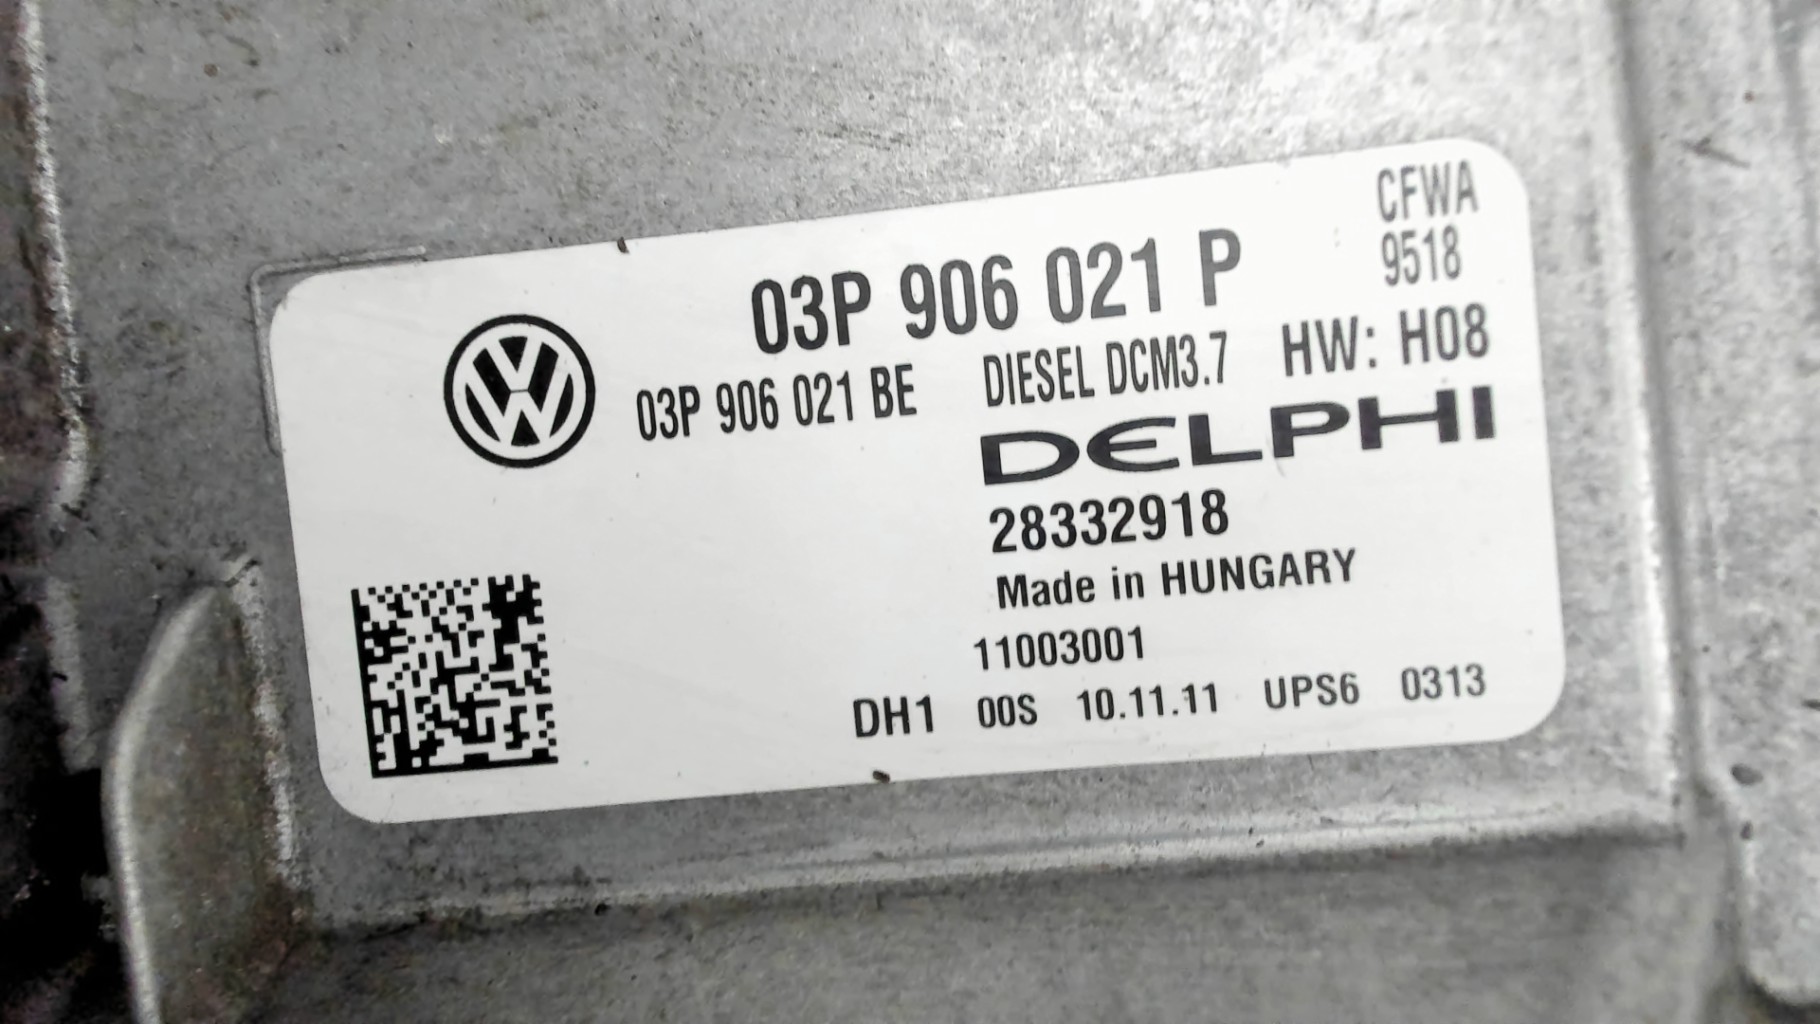 CFWA
9518
03P 906 021 P
03P 906 021 BE DIESEL DCM3.7 HW: H08
DELPHI
28332918
Made in HUNGARY
11003001
DH1 00S 10.11.11 UPS6 0313